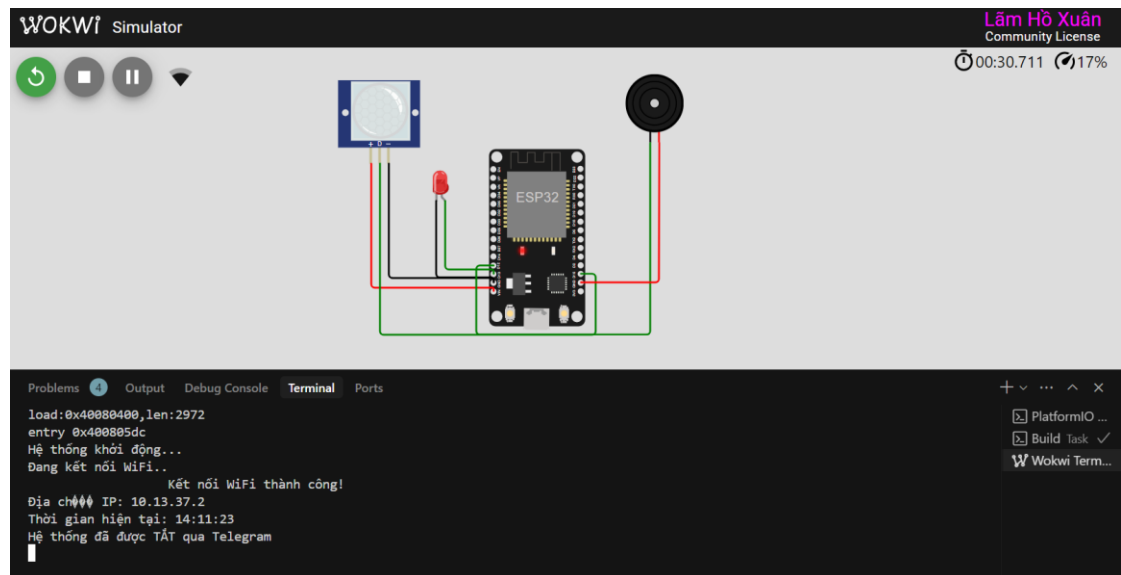 WOKWI Simulator
Lãm Hồ Xuân
Community License
00:30.711 17%
+ D -
ESP32
Problems 4 Output Debug Console Terminal Ports
load:0x40080400,len:2972
entry 0x400805dc
Hệ thống khởi động...
Đang kết nối WiFi..
Kết nối WiFi thành công!
Địa ch��� IP: 10.13.37.2
Thời gian hiện tại: 14:11:23
Hệ thống đã được TẮT qua Telegram
PlatformIO ...
Build Task
Wokwi Term...